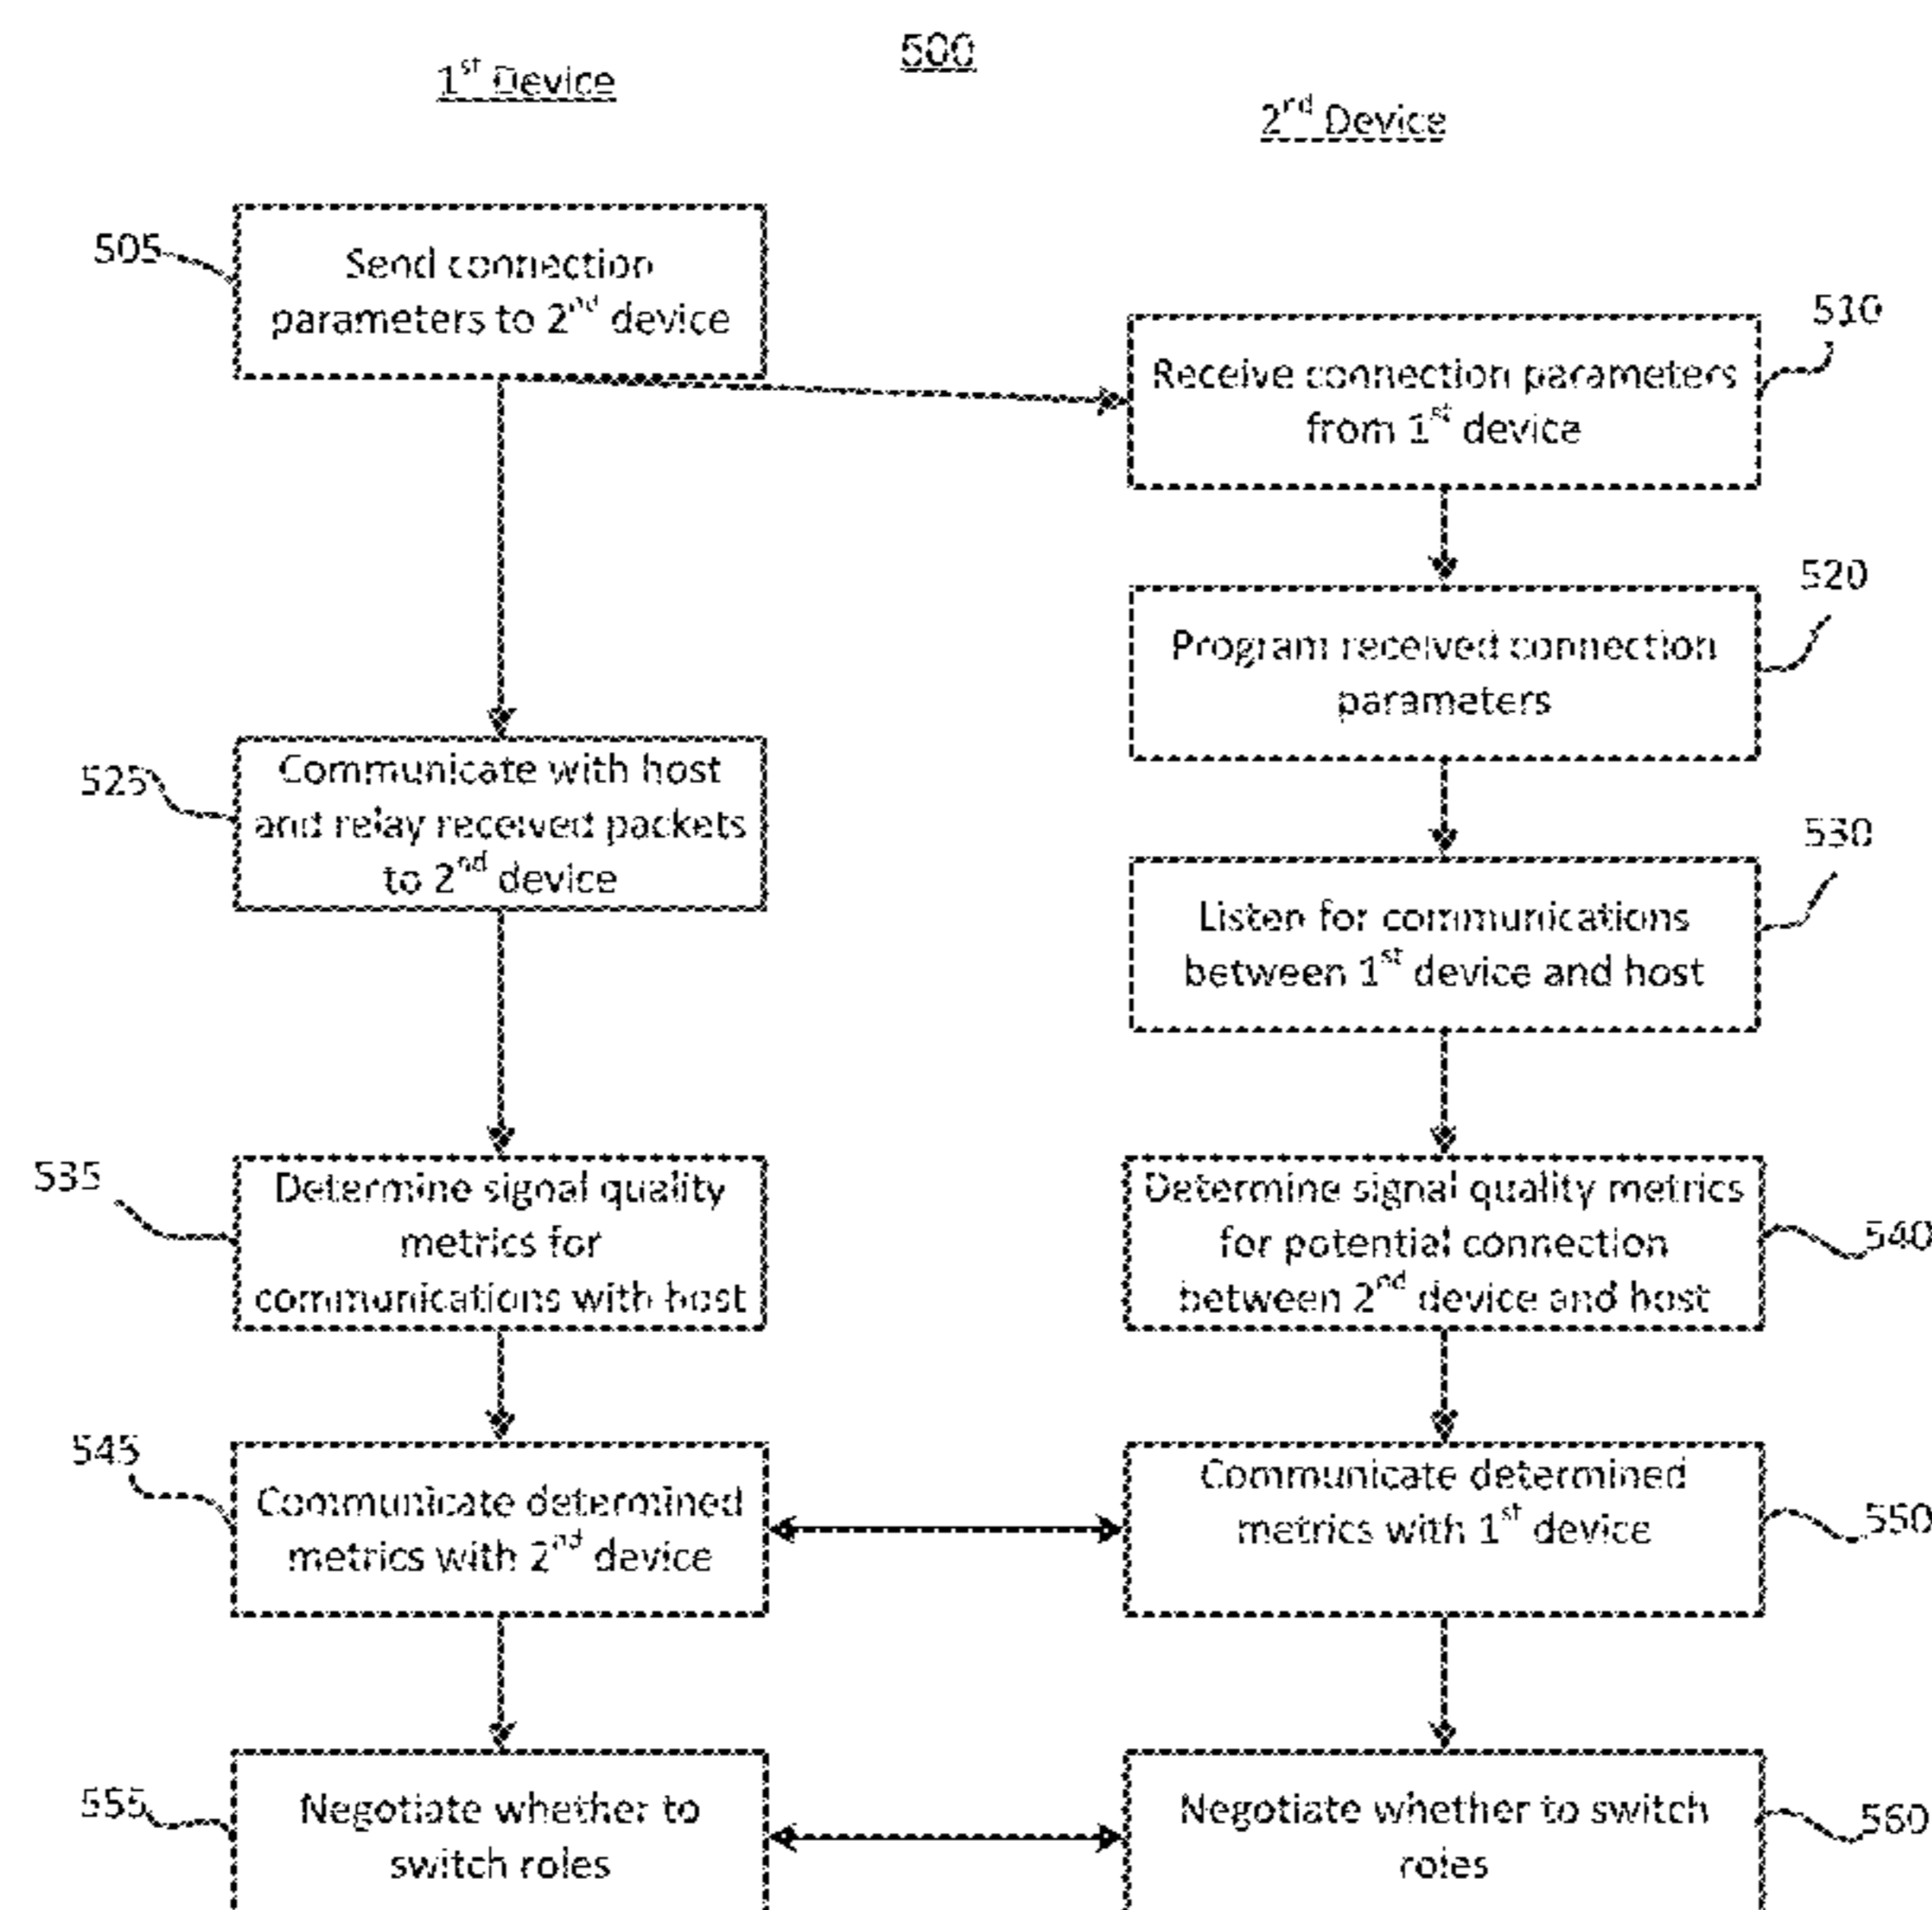 500
1st Device
2rd Device
505
Send connection
parameters to 2nd device
510
Receive connection parameters
from 1st device
520
Program received connection
parameters
525
Communicate with host
and relay received packets
to 2nd device
530
Listen for communications
between 1st device and host
535
Determine signal quality
metrics for
communications with host
540
Determine signal quality metrics
for potential connection
between 2nd device and host
545
Communicate determined
metrics with 2nd device
550
Communicate determined
metrics with 1st device
555
Negotiate whether to
switch roles
560
Negotiate whether to switch
roles